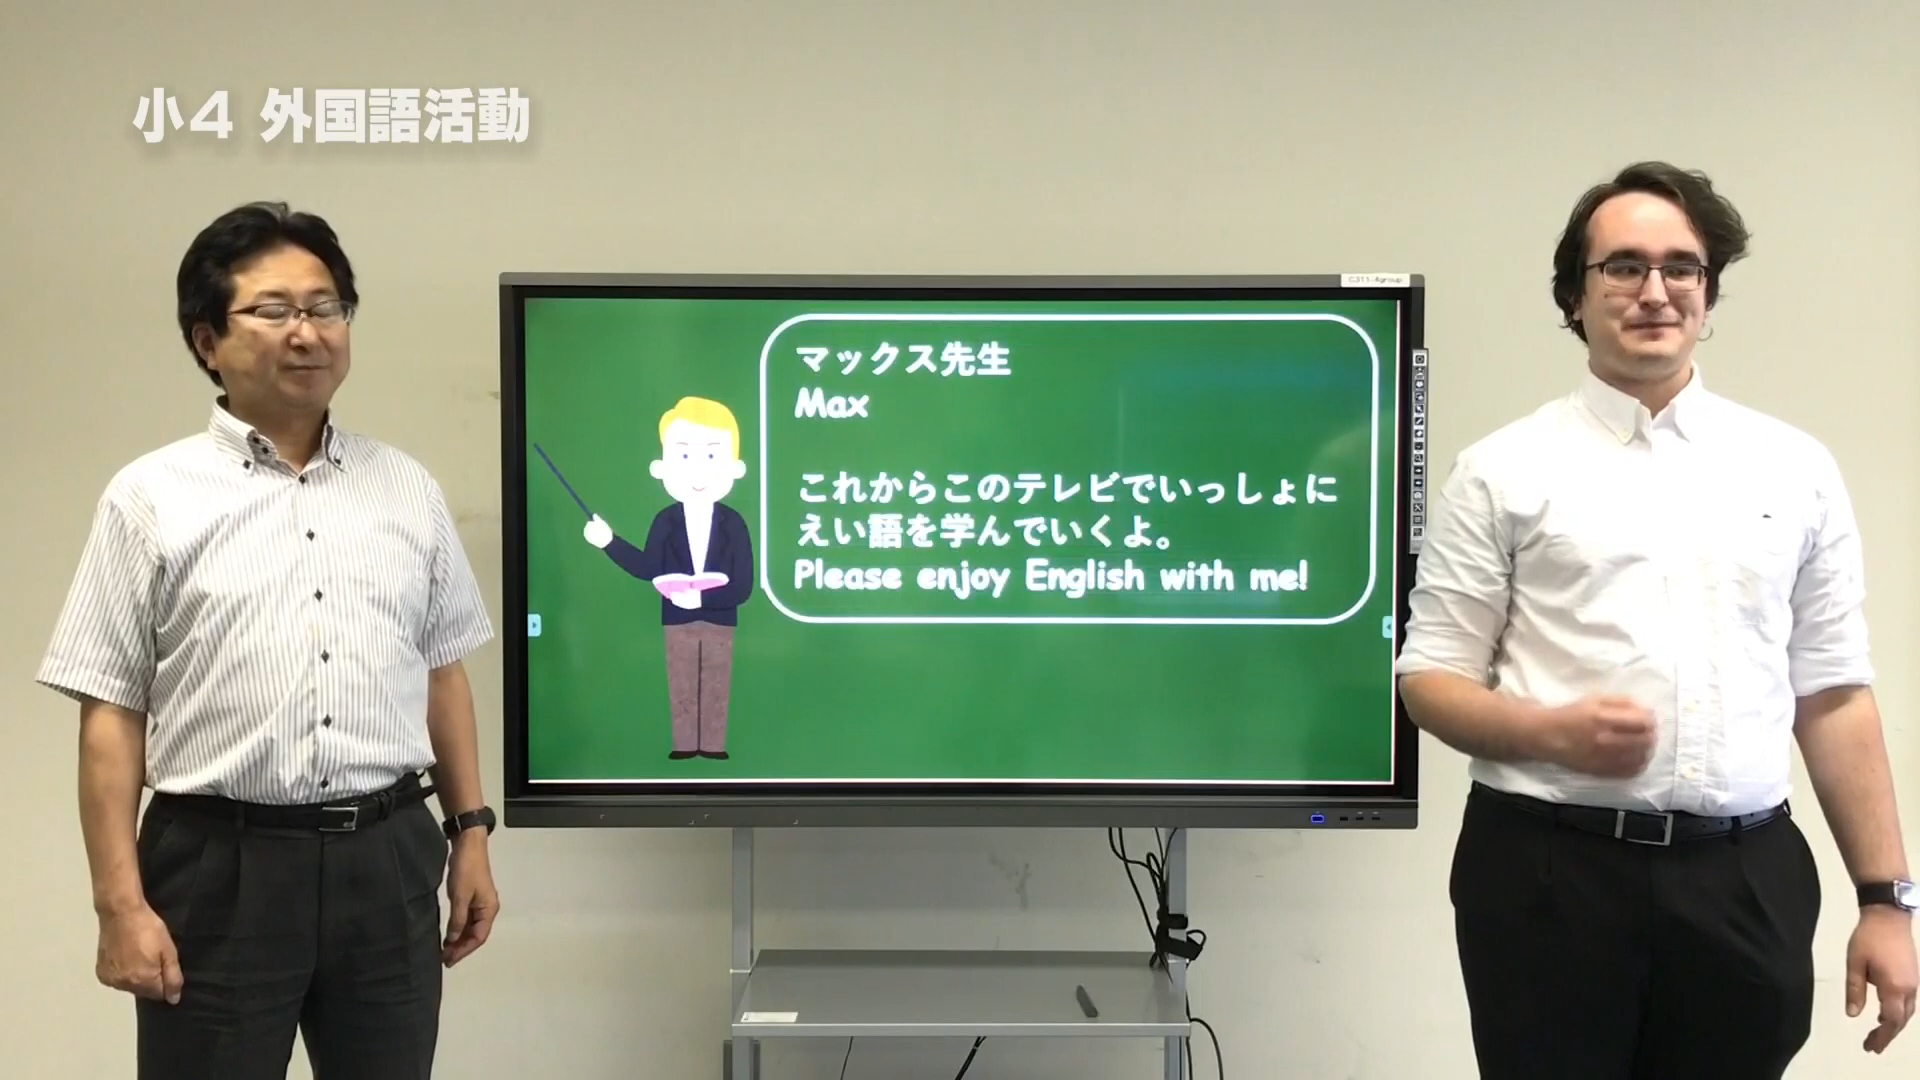 小4 外国語活動
マックス先生
Max
これからこのテレビでいっしょに
えい語を学んでいくよ。
Please enjoy English with me!